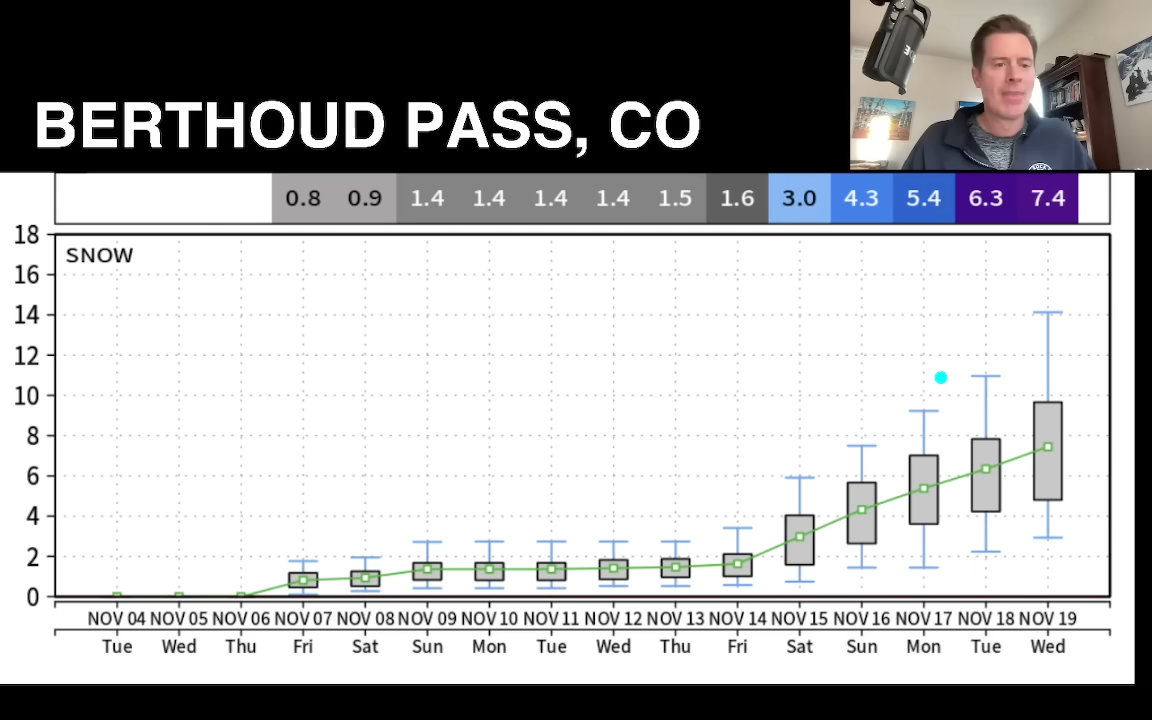 BERTHOUD PASS, CO
0.8 0.9 1.4 1.4 1.4 1.4 1.5 1.6 3.0 4.3 5.4 6.3 7.4
SNOW
18
16
14
12
10
8
6
4
2
0
NOV 04 NOV 05 NOV 06 NOV 07 NOV 08 NOV 09 NOV 10 NOV 11 NOV 12 NOV 13 NOV 14 NOV 15 NOV 16 NOV 17 NOV 18 NOV 19
Tue Wed Thu Fri Sat Sun Mon Tue Wed Thu Fri Sat Sun Mon Tue Wed